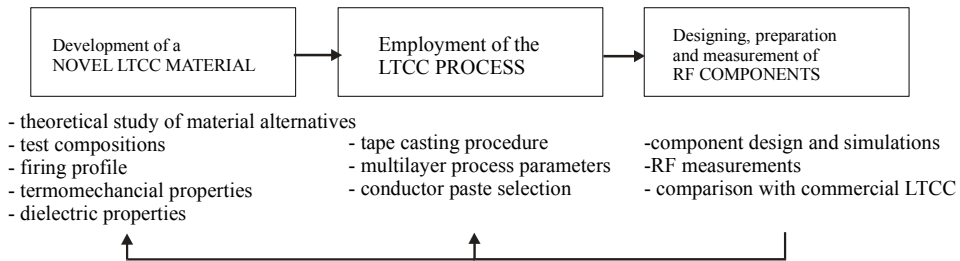 Development of a
NOVEL LTCC MATERIAL
Employment of the
LTCC PROCESS
Designing, preparation
and measurement of
RF COMPONENTS
- theoretical study of material alternatives
- test compositions
- firing profile
- termomechancial properties
- dielectric properties
- tape casting procedure
- multilayer process parameters
- conductor paste selection
-component design and simulations
-RF measurements
- comparison with commercial LTCC